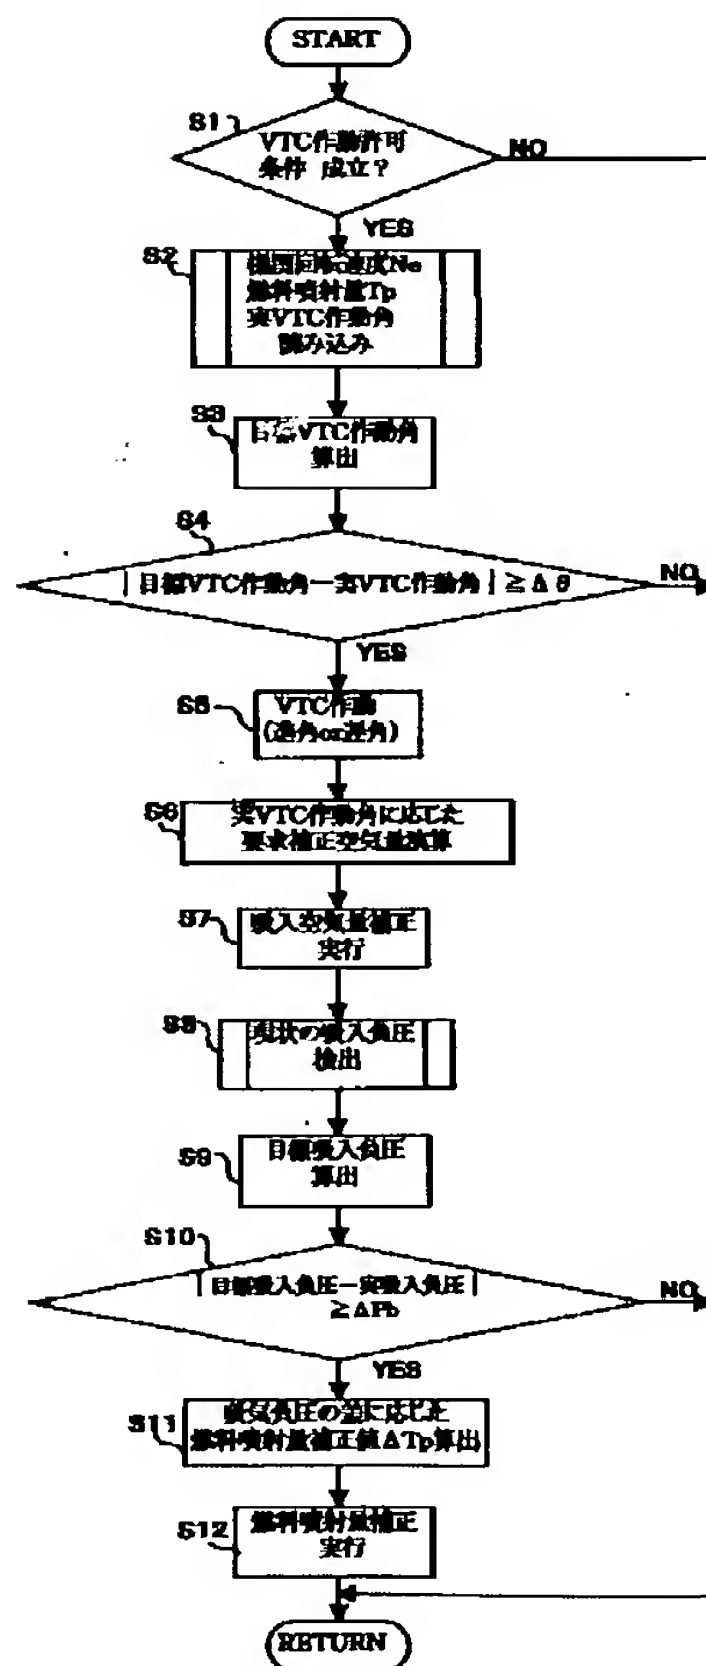 START
S1
VTC作動許可
条件 成立？
NO
YES
S2
機関回転速度Ne
燃料噴射量Tp
実VTC作動角
読み込み
S3
目標VTC作動角
算出
S4
｜目標VTC作動角－実VTC作動角｜≧Δθ
NO
YES
S5
VTC作動
(進角or遅角)
S6
実VTC作動角に応じた
要求補正空気量演算
S7
吸入空気量補正
実行
S8
現状の吸入負圧
検出
S9
目標吸入負圧
算出
S10
｜目標吸入負圧－実吸入負圧｜
≧ΔPb
NO
YES
S11
吸気負圧の差に応じた
燃料噴射量補正値ΔTp算出
S12
燃料噴射量補正
実行
RETURN